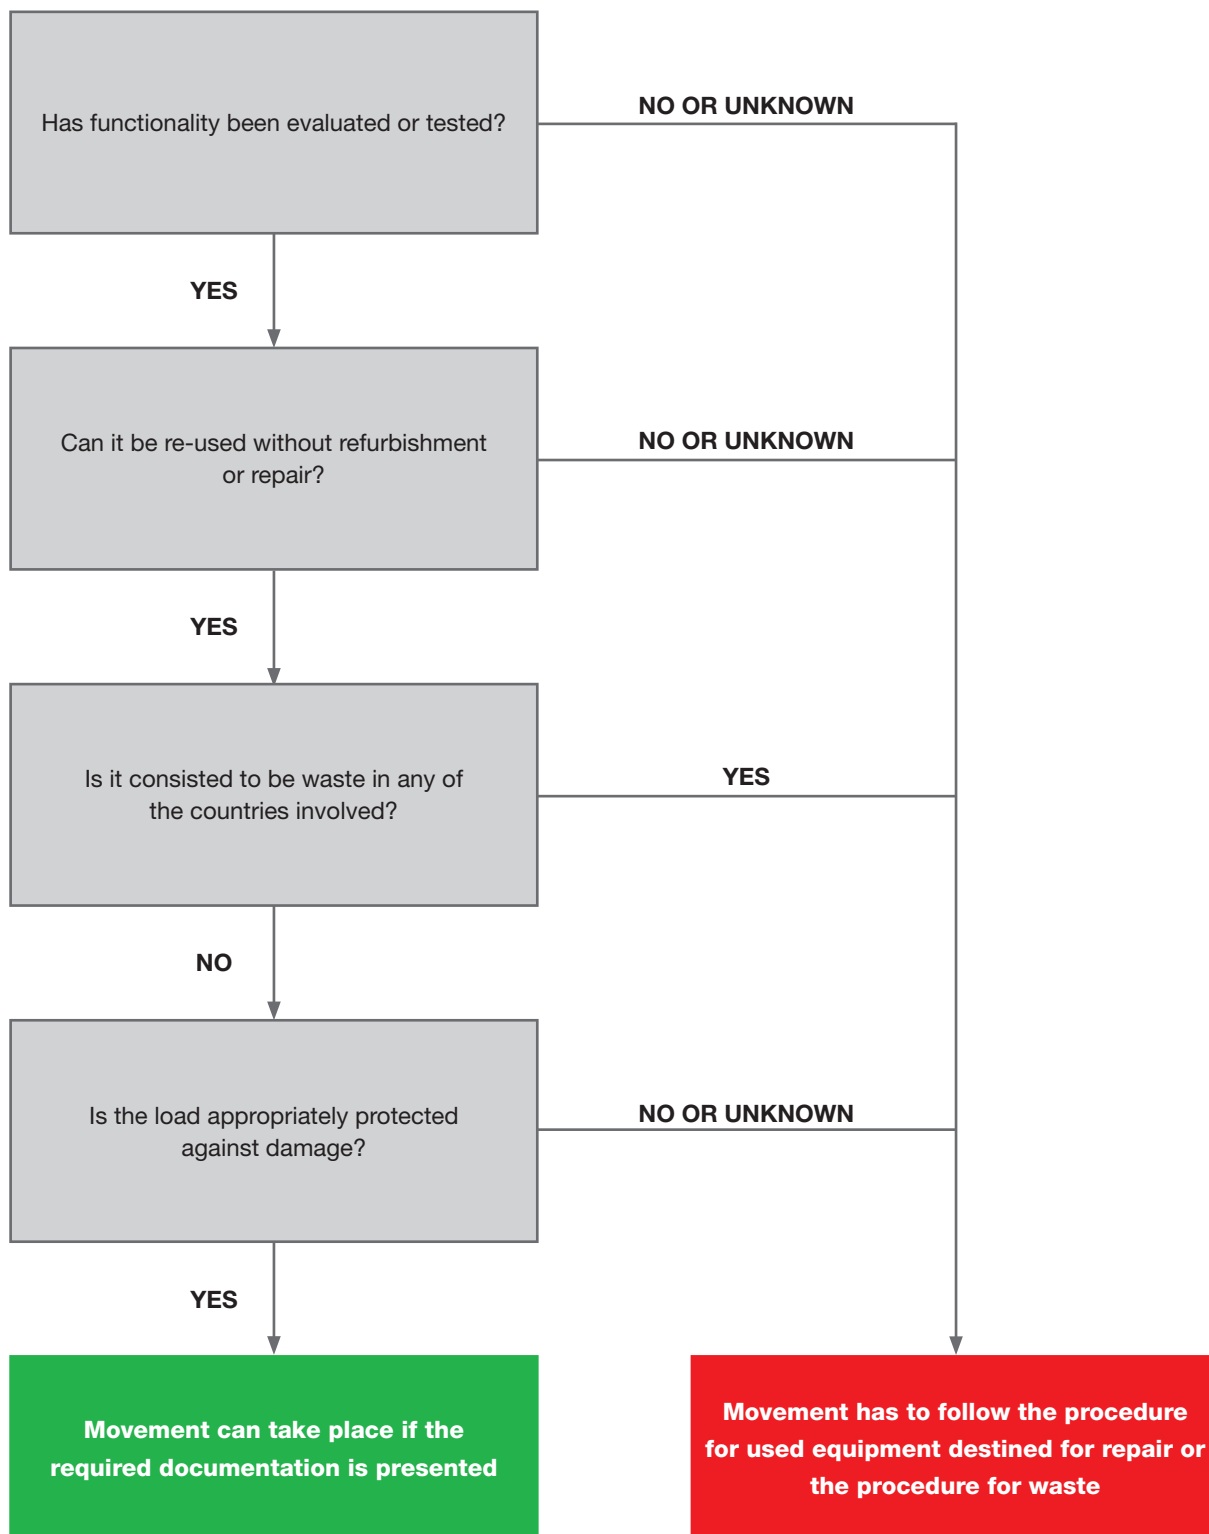 Has functionality been evaluated or tested?
NO OR UNKNOWN
YES
Can it be re-used without refurbishment
or repair?
NO OR UNKNOWN
YES
Is it consisted to be waste in any of
the countries involved?
YES
NO
Is the load appropriately protected
against damage?
NO OR UNKNOWN
YES
Movement can take place if the
required documentation is presented
Movement has to follow the procedure
for used equipment destined for repair or
the procedure for waste